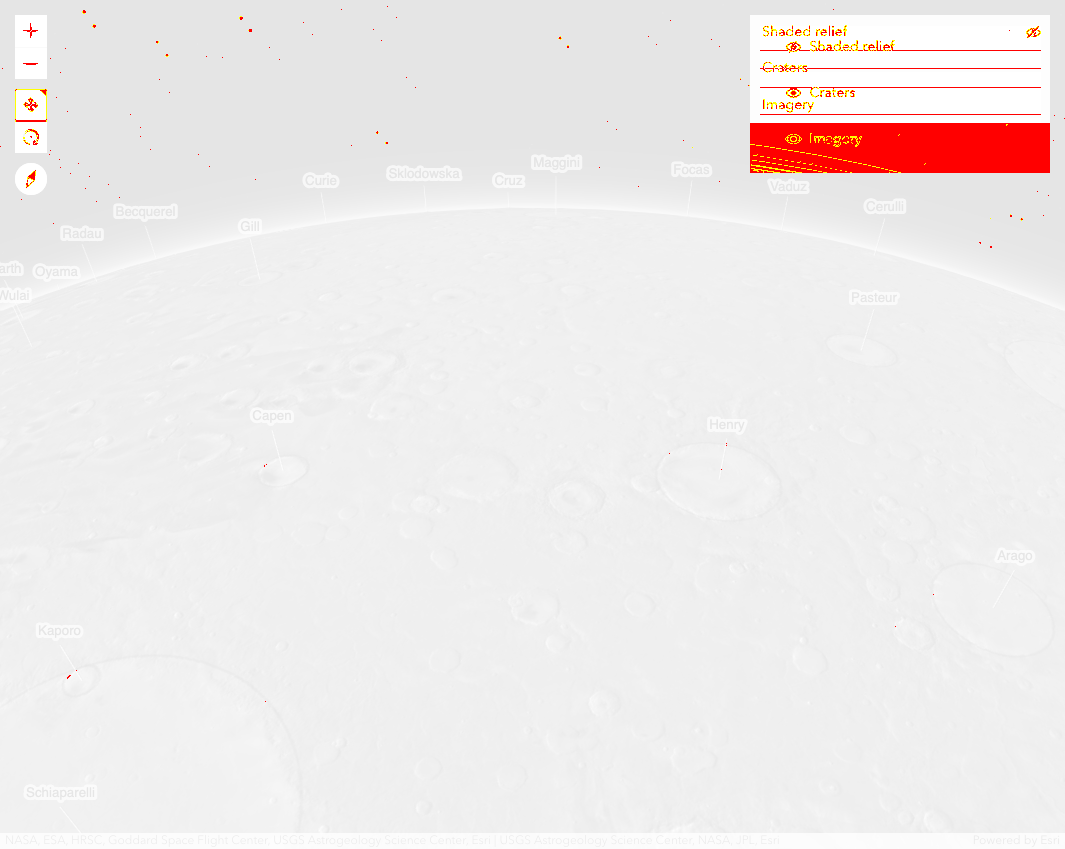 Shaded relief
Shaded relief
Craters
Craters
Imagery
Imagery
Maggini
Focas
Sklodowska
Curie
Cruz
Vaduz
Cerulli
Becquerel
Gill
Radau
arth
Oyama
Wulai
Pasteur
Capen
Henry
Arago
Kaporo
Schiaparelli
NASA, ESA, HRSC, Goddard Space Flight Center, USGS Astrogeology Science Center, Esri | USGS Astrogeology Science Center, NASA, JPL, Esri
Powered by Esri